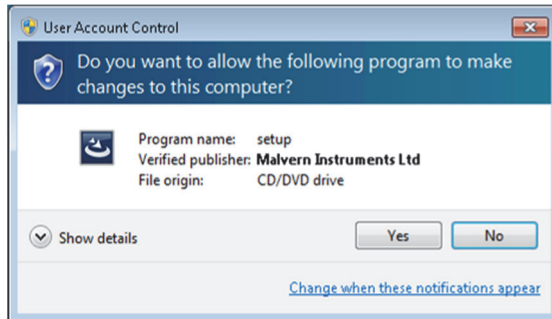 User Account Control
Do you want to allow the following program to make
changes to this computer?
Program name: setup
Verified publisher: Malvern Instruments Ltd
File origin: CD/DVD drive
Show details
Yes
No
Change when these notifications appear